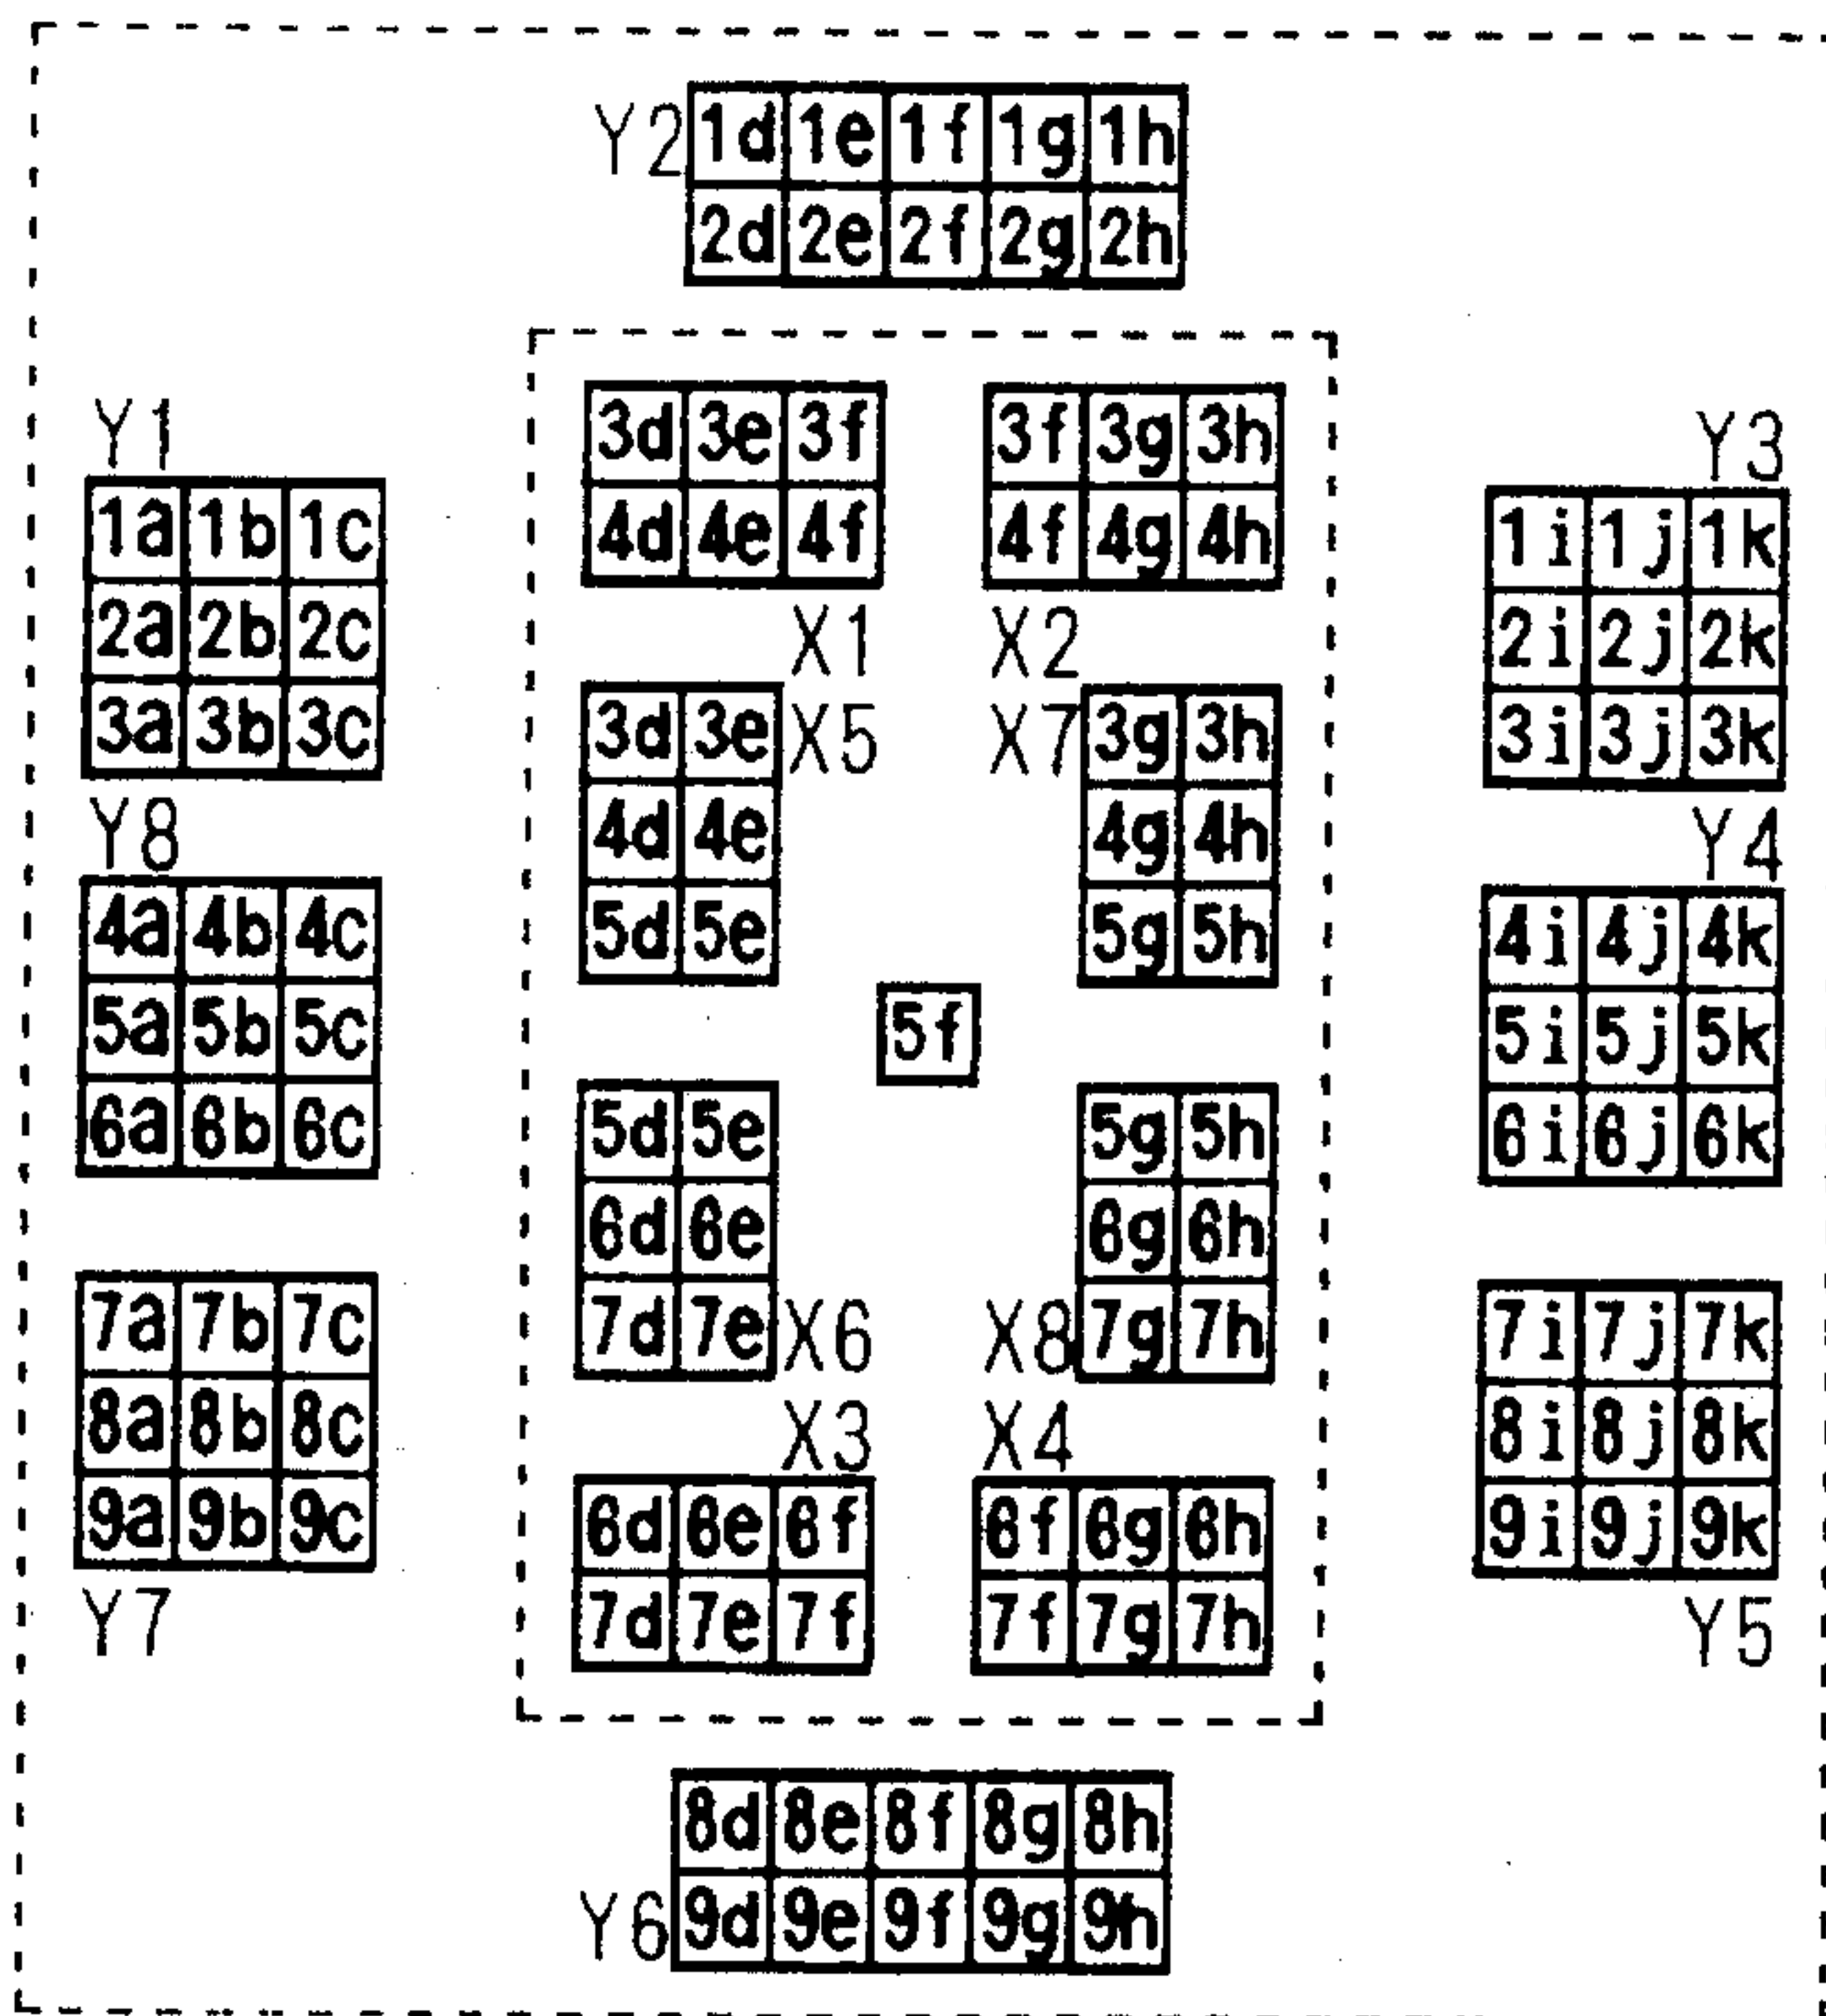 Y2
1d 1e 1f 1g 1h
2d 2e 2f 2g 2h
Y1
1a 1b 1c
2a 2b 2c
3a 3b 3c
Y8
4a 4b 4c
5a 5b 5c
6a 6b 6c
7a 7b 7c
8a 8b 8c
9a 9b 9c
Y7
3d 3e 3f
4d 4e 4f
X1
3f 3g 3h
4f 4g 4h
X2
3d 3e
4d 4e
5d 5e
X5
X7
3g 3h
4g 4h
5g 5h
5f
5d 5e
6d 6e
7d 7e
X6
X8
5g 5h
6g 6h
7g 7h
X3
6d 6e 6f
7d 7e 7f
X4
6f 6g 6h
7f 7g 7h
Y3
1i 1j 1k
2i 2j 2k
3i 3j 3k
Y4
4i 4j 4k
5i 5j 5k
6i 6j 6k
7i 7j 7k
8i 8j 8k
9i 9j 9k
Y5
8d 8e 8f 8g 8h
9d 9e 9f 9g 9h
Y6